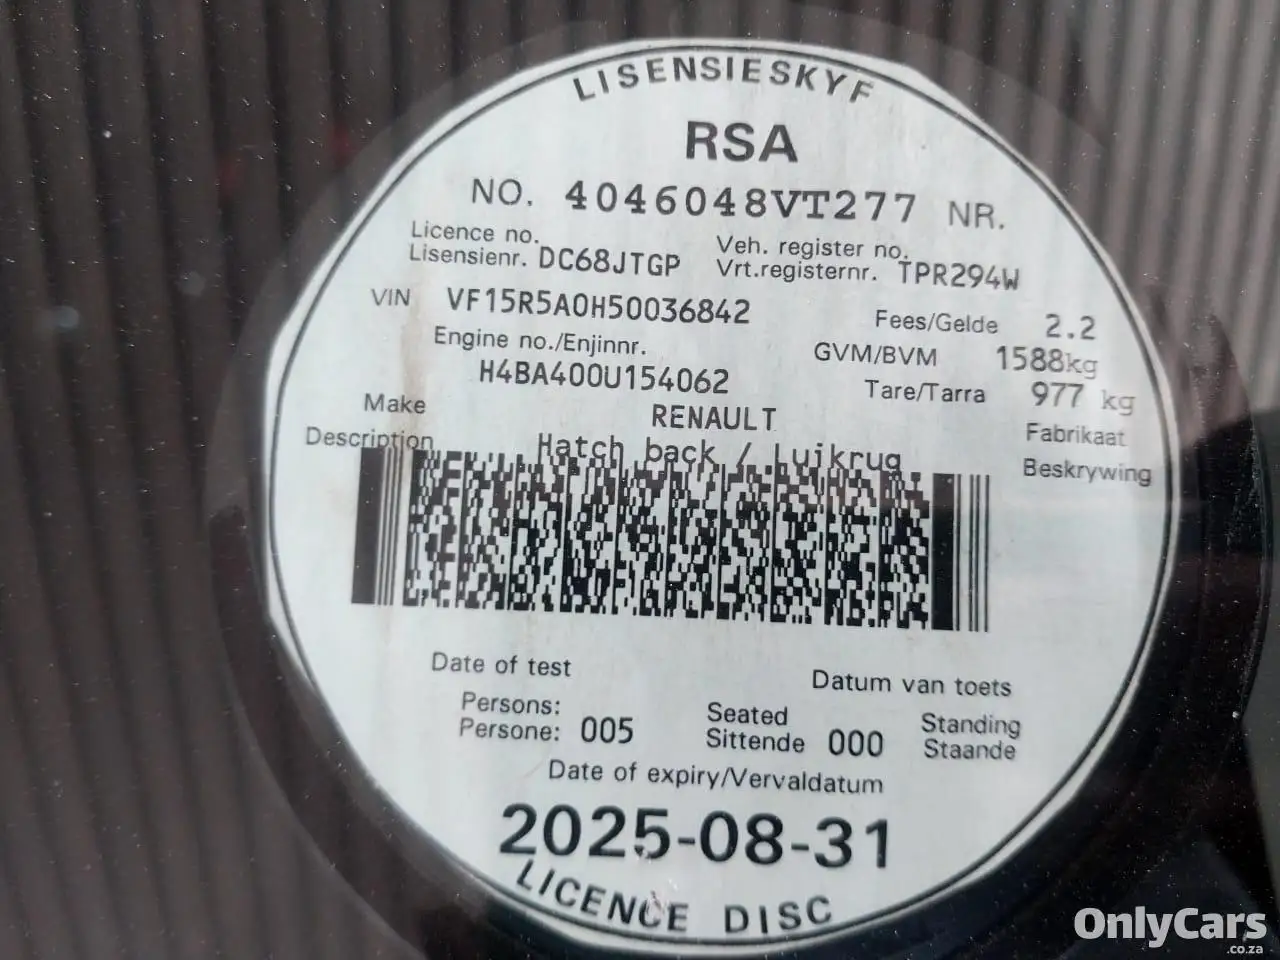 LISENSIESKYF
RSA
NO. 4046048VT277 NR.
Licence no.
Lisensienr. DC68JTGP
Veh. register no.
Vrt.registernr. TPR294W
VIN VF15R5A0H50036842
Fees/Gelde 2.2
Engine no./Enjinnr.
H4BA400U154062
GVM/BVM 1588kg
Tare/Tarra 977 kg
Make RENAULT Fabrikaat
Description Hatch back / Luikrug Beskrywing
Date of test Datum van toets
Persons:
Persone: 005
Seated
Sittende 000
Standing
Staande
Date of expiry/Vervaldatum
2025-08-31
LICENCE DISC
OnlyCars
.co.za